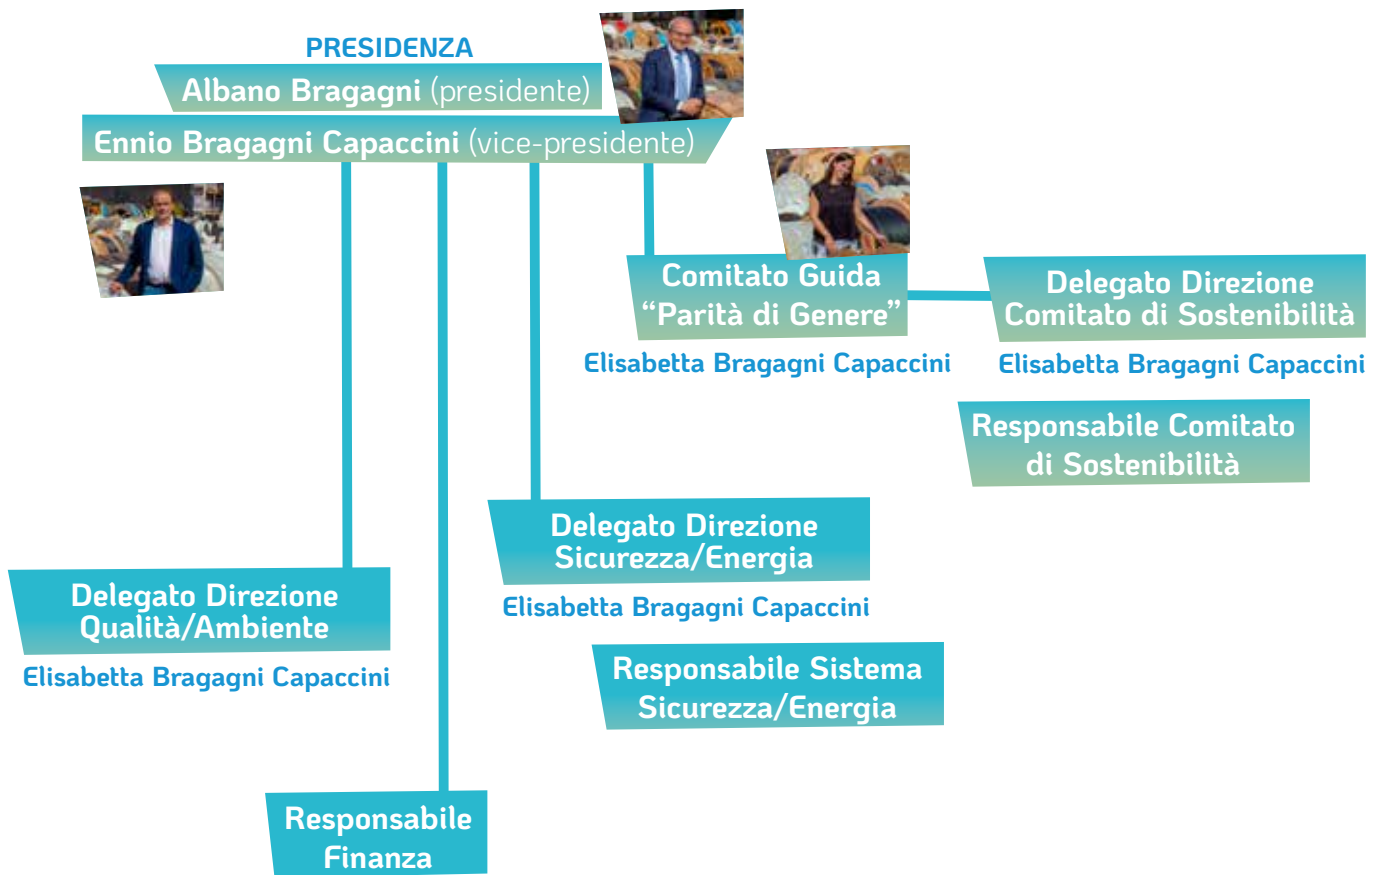 PRESIDENZA
Albano Bragagni (presidente)
Ennio Bragagni Capaccini (vice-presidente)
Comitato Guida
“Parità di Genere”
Elisabetta Bragagni Capaccini
Delegato Direzione
Comitato di Sostenibilità
Elisabetta Bragagni Capaccini
Responsabile Comitato
di Sostenibilità
Delegato Direzione
Sicurezza/Energia
Elisabetta Bragagni Capaccini
Responsabile Sistema
Sicurezza/Energia
Delegato Direzione
Qualità/Ambiente
Elisabetta Bragagni Capaccini
Responsabile
Finanza